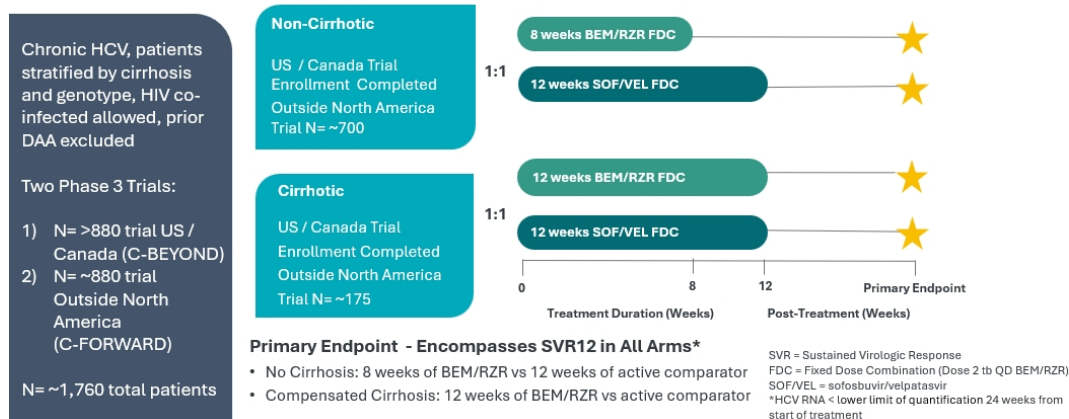 Chronic HCV, patients
stratified by cirrhosis
and genotype, HIV co-
infected allowed, prior
DAA excluded
Two Phase 3 Trials:
1) N= >880 trial US /
Canada (C-BEYOND)
2) N= ~880 trial
Outside North
America
(C-FORWARD)
N= ~1,760 total patients
Non-Cirrhotic
US / Canada Trial
Enrollment Completed
Outside North America
Trial N= ~700
1:1
8 weeks BEM/RZR FDC
12 weeks SOF/VEL FDC
Cirrhotic
US / Canada Trial
Enrollment Completed
Outside North America
Trial N= ~175
1:1
12 weeks BEM/RZR FDC
12 weeks SOF/VEL FDC
0 8 12 Primary Endpoint
Treatment Duration (Weeks) Post-Treatment (Weeks)
Primary Endpoint - Encompasses SVR12 in All Arms*
• No Cirrhosis: 8 weeks of BEM/RZR vs 12 weeks of active comparator
• Compensated Cirrhosis: 12 weeks of BEM/RZR vs active comparator
SVR = Sustained Virologic Response
FDC = Fixed Dose Combination (Dose 2 tb QD BEM/RZR)
SOF/VEL = sofosbuvir/velpatasvir
*HCV RNA < lower limit of quantification 24 weeks from
start of treatment